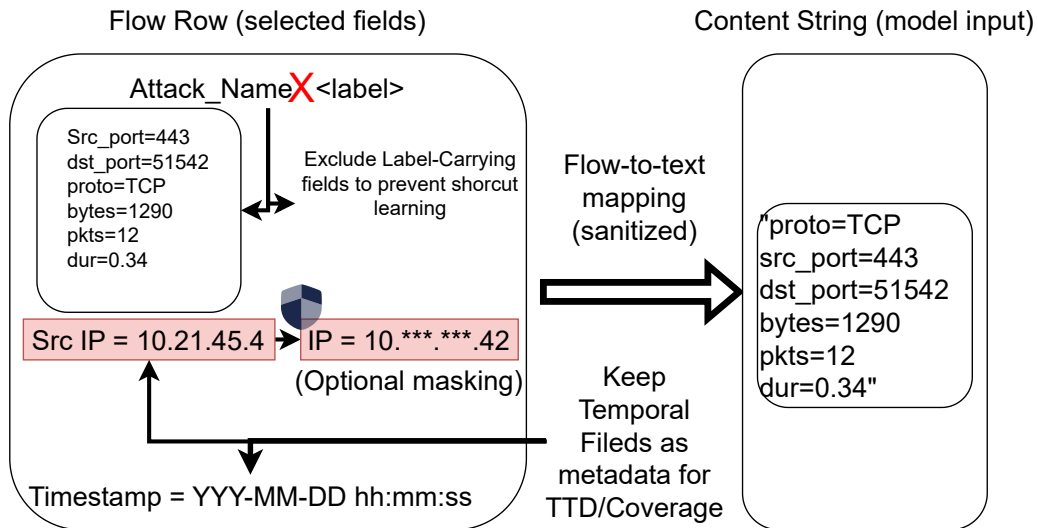 Flow Row (selected fields)
Content String (model input)
Attack_Name X <label>
Src_port=443
dst_port=51542
proto=TCP
bytes=1290
pkts=12
dur=0.34
Exclude Label-Carrying
fields to prevent shorcut
learning
Src IP = 10.21.45.4
IP = 10.***.***.42
(Optional masking)
Timestamp = YYY-MM-DD hh:mm:ss
Flow-to-text
mapping
(sanitized)
Keep
Temporal
Fileds as
metadata for
TTD/Coverage
"proto=TCP
src_port=443
dst_port=51542
bytes=1290
pkts=12
dur=0.34"